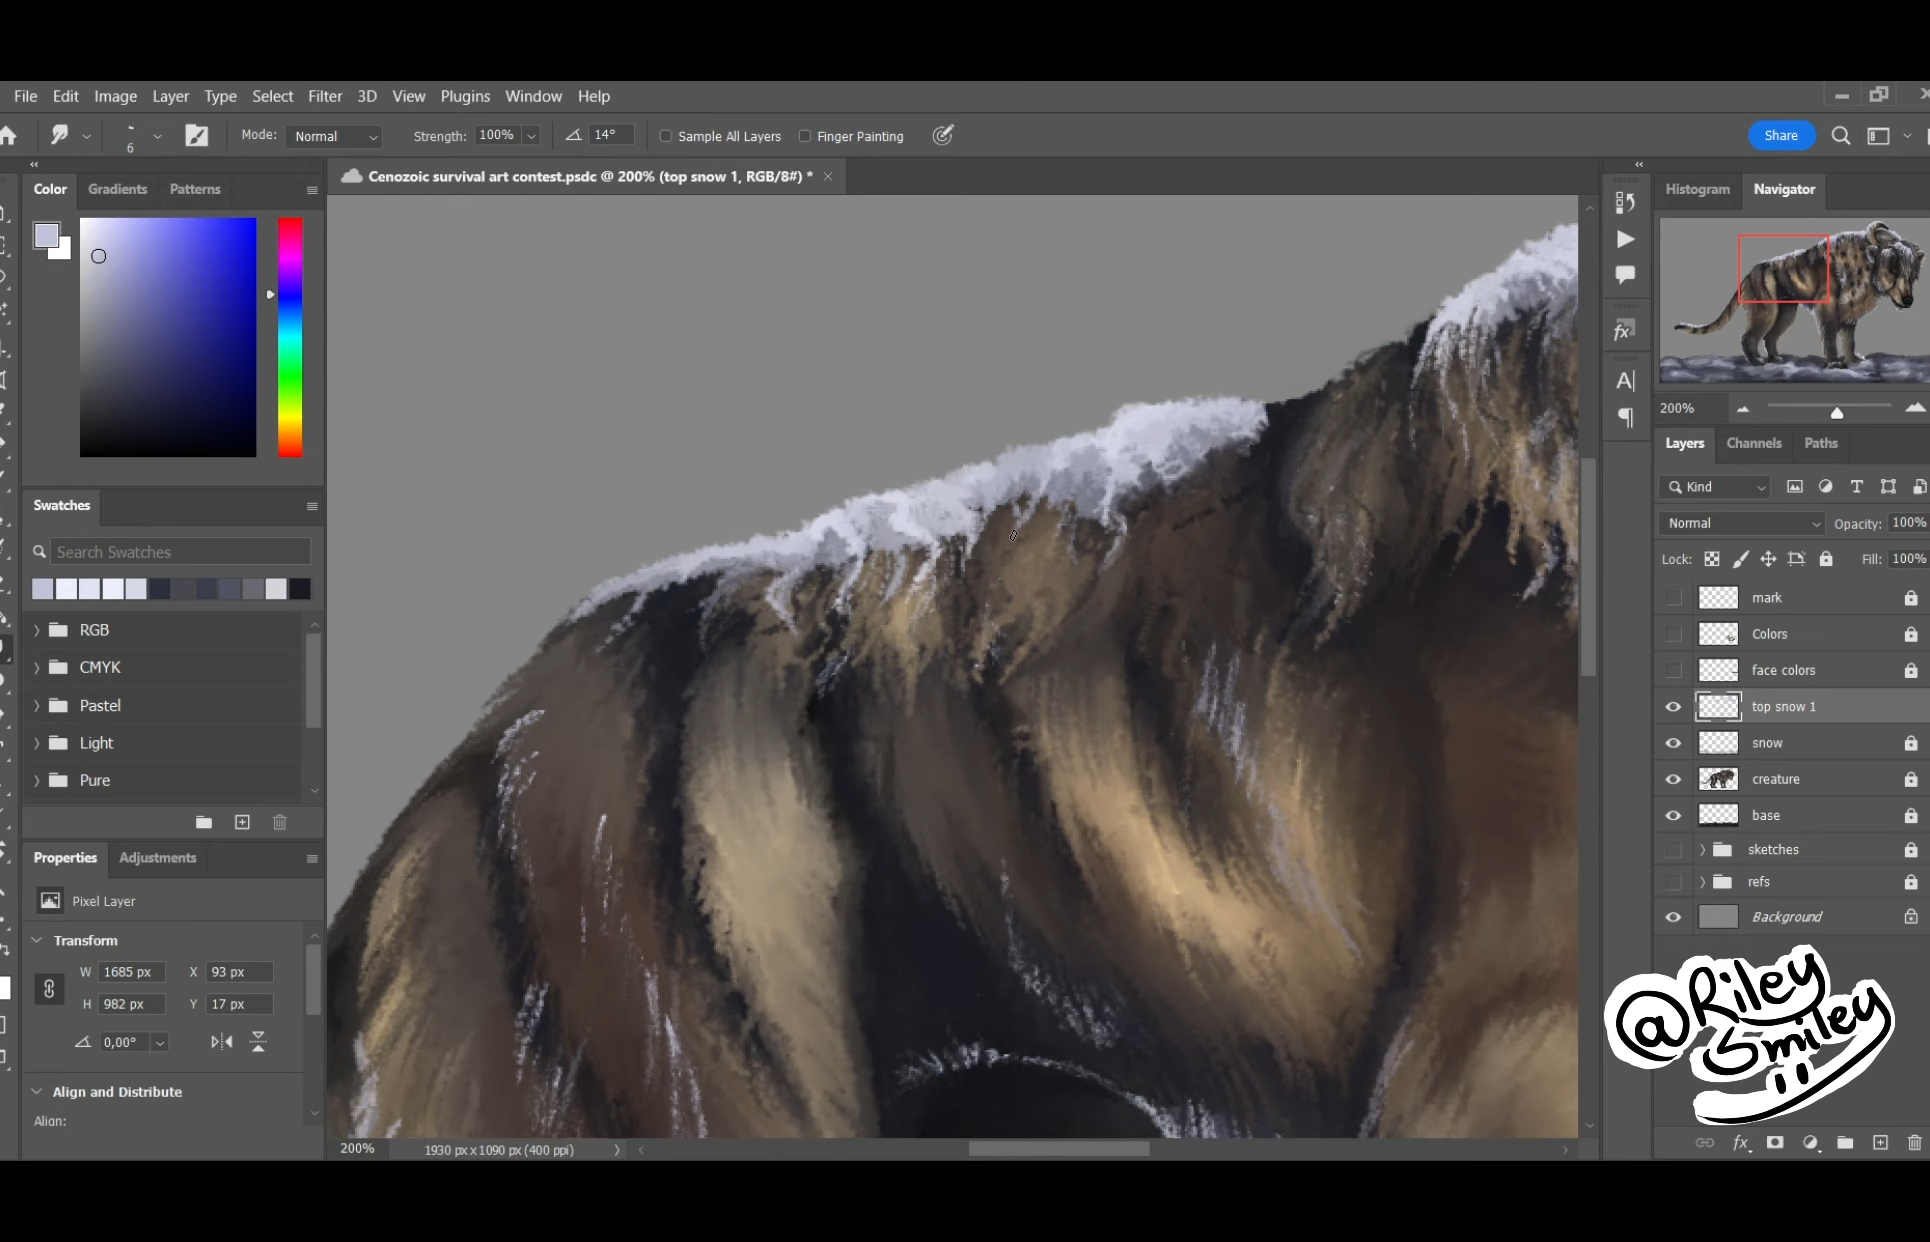 File Edit Image Layer Type Select Filter 3D View Plugins Window Help
6 Mode: Normal Strength: 100% 14° Sample All Layers Finger Painting Share
Color Gradients Patterns
Cenozoic survival art contest.psdc @ 200% (top snow 1, RGB/8#) *
Histogram Navigator
200%
Layers Channels Paths
Kind
Normal Opacity: 100%
Lock: Fill: 100%
mark
Colors
face colors
top snow 1
snow
creature
base
sketches
refs
Background
Swatches
Search Swatches
RGB
CMYK
Pastel
Light
Pure
Properties Adjustments
Pixel Layer
Transform
W 1685 px X 93 px
H 982 px Y 17 px
0,00°
Align and Distribute
Align:
200% 1930 px x 1090 px (400 ppi)
@Riley
Smiley
fx
fx